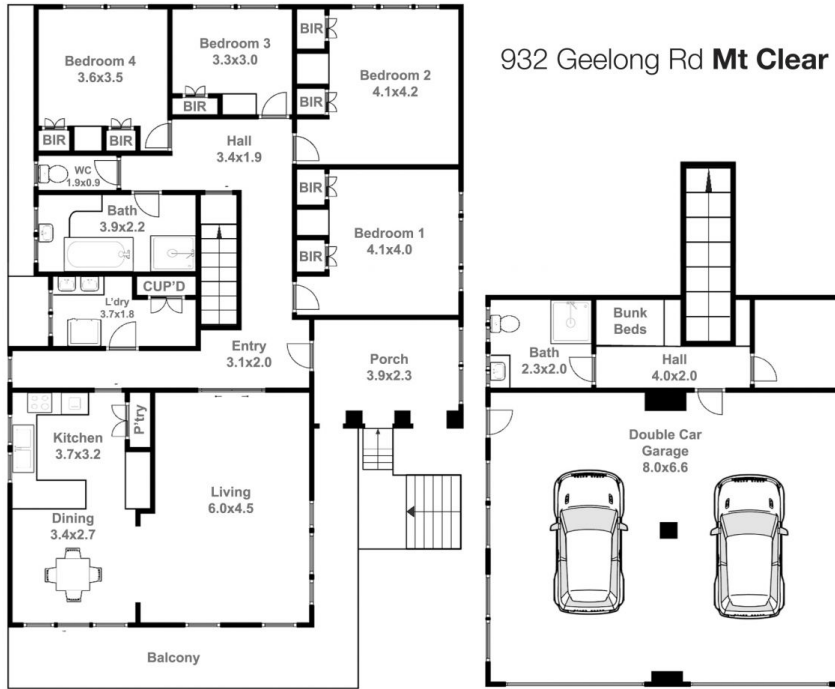 932 Geelong Rd Mt Clear
Bedroom 4
3.6x3.5
BIR
BIR
Bedroom 3
3.3x3.0
BIR
BIR
BIR
Bedroom 2
4.1x4.2
Hall
3.4x1.9
WC
1.9x0.9
Bath
3.9x2.2
BIR
BIR
Bedroom 1
4.1x4.0
CUP'D
L'dry
3.7x1.8
Entry
3.1x2.0
Porch
3.9x2.3
Kitchen
3.7x3.2
P'try
Living
6.0x4.5
Dining
3.4x2.7
Balcony
Bath
2.3x2.0
Bunk
Beds
Hall
4.0x2.0
Double Car
Garage
8.0x6.6